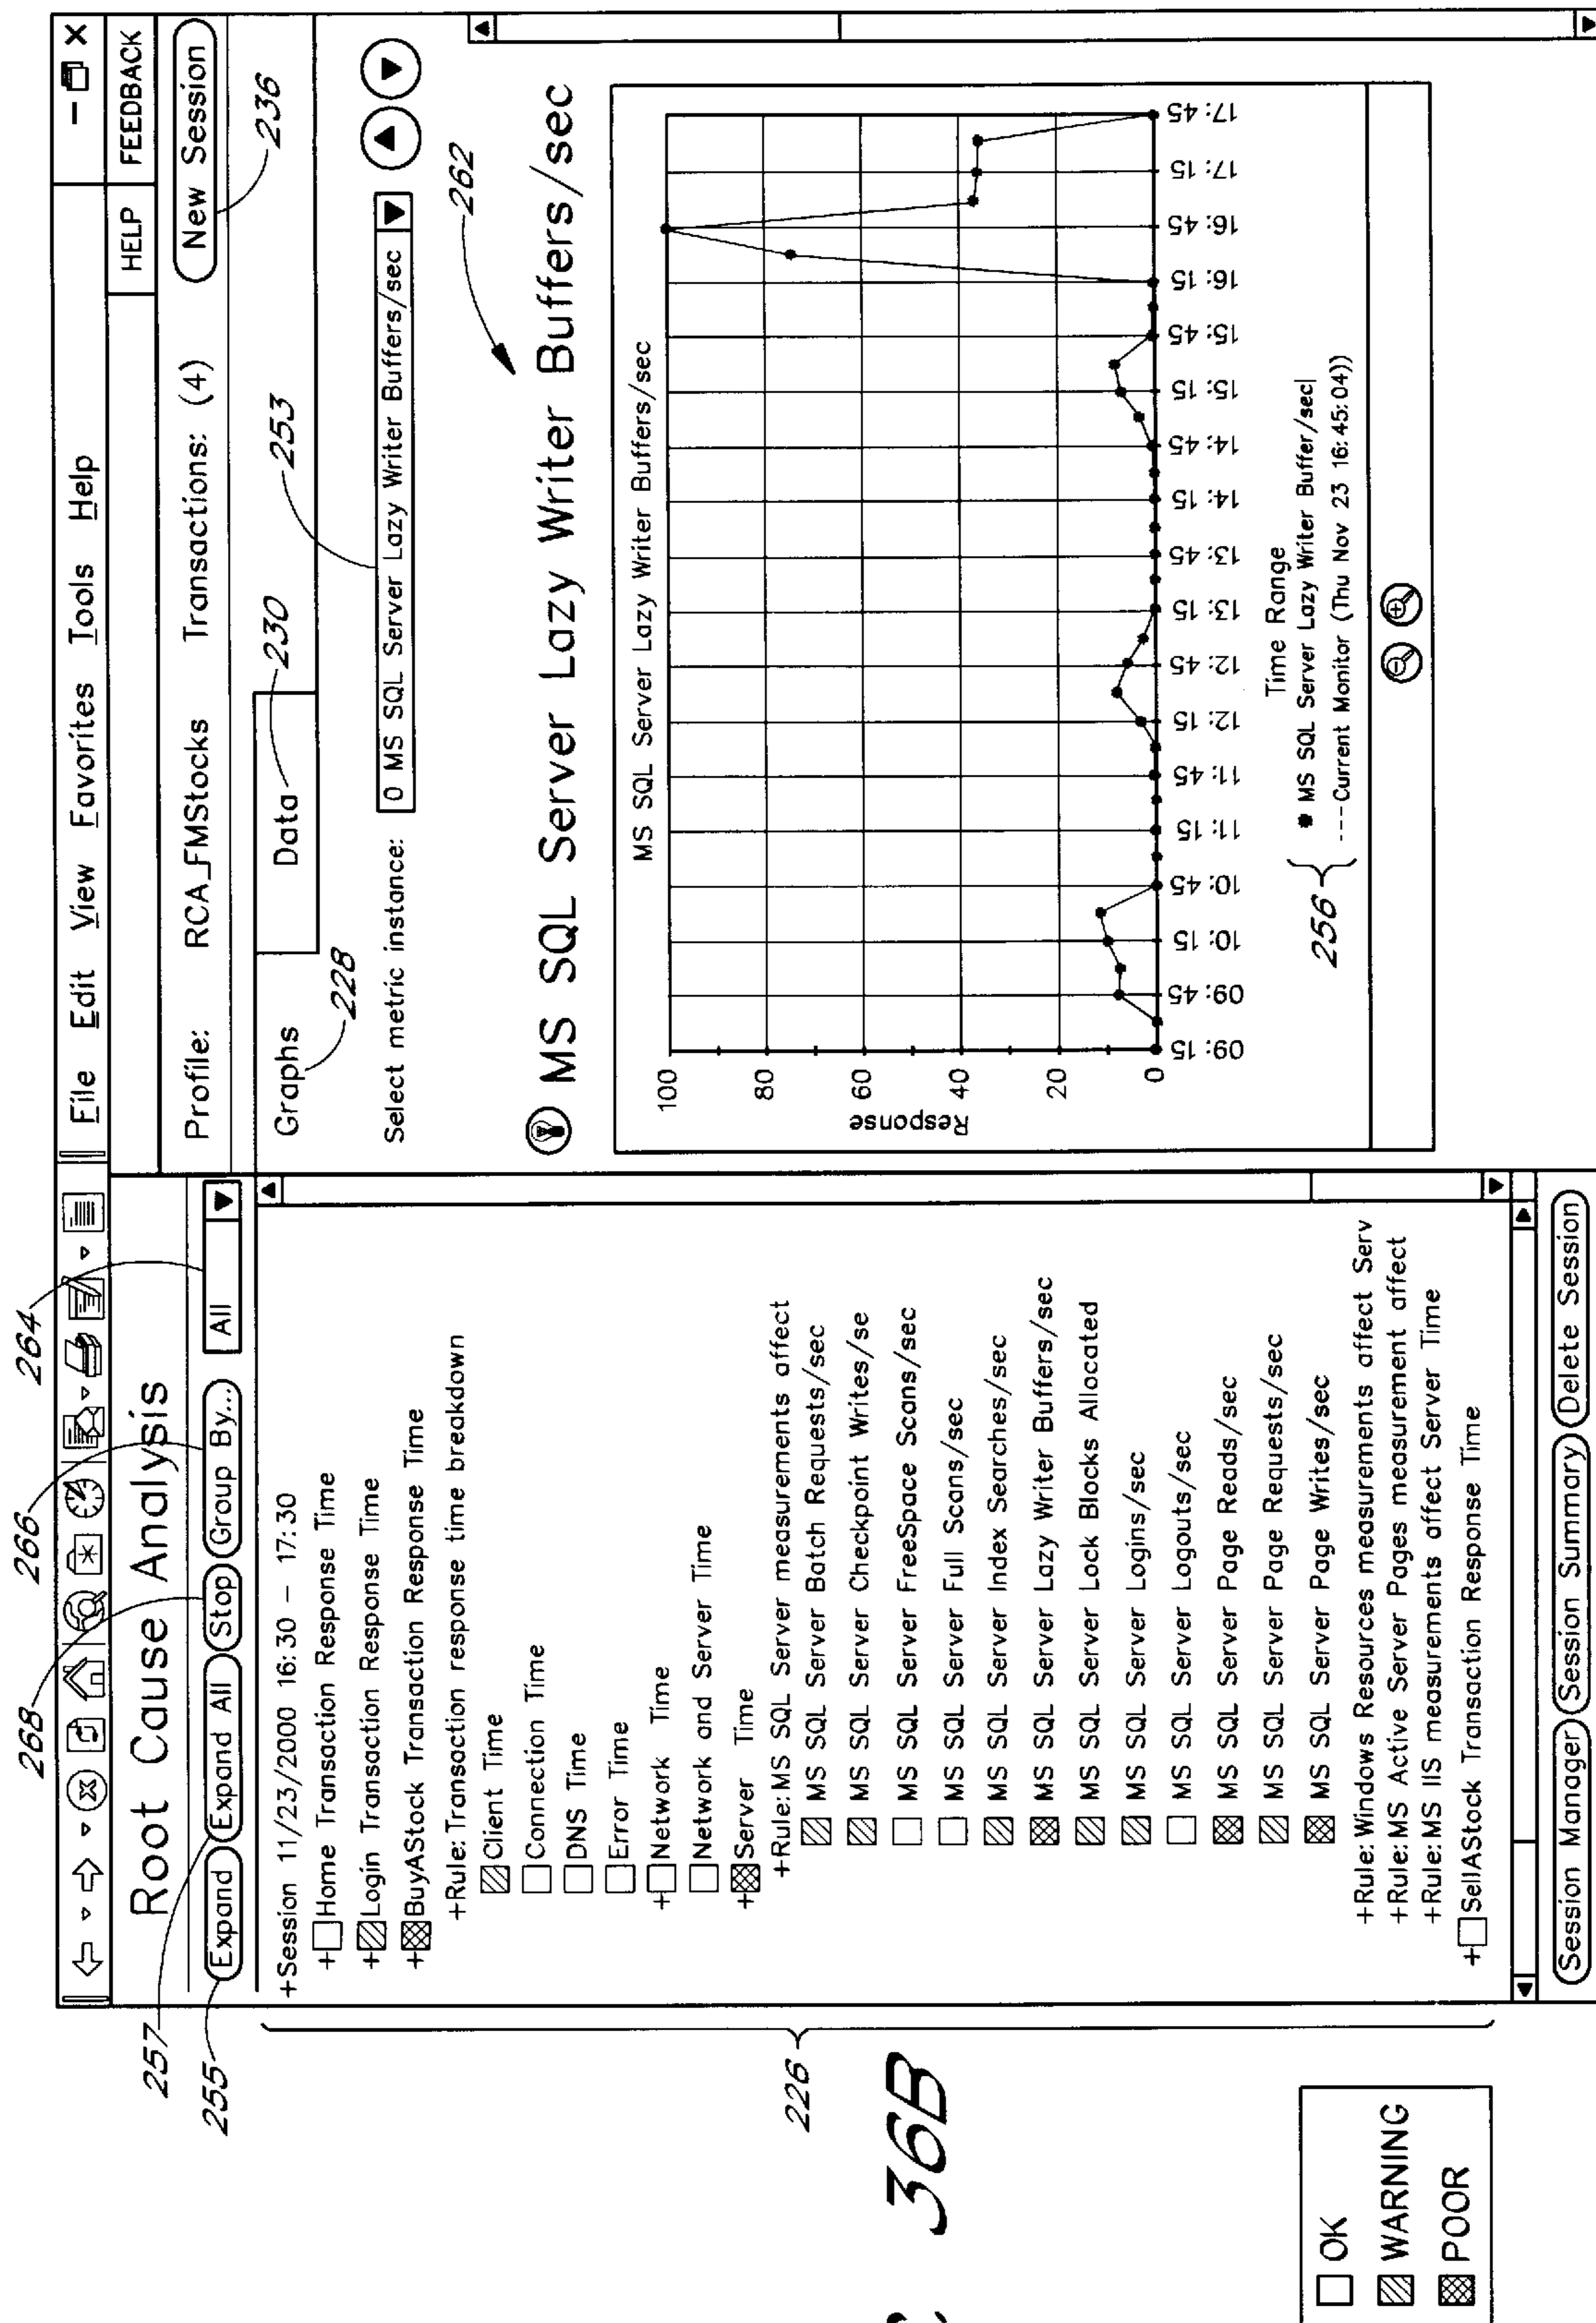 File Edit View Favorites Tools Help
HELP FEEDBACK
264
266
268
257
255
Root Cause Analysis
Expand
Expand All
Stop
Group By...
All
Profile: RCA_FMStocks Transactions: (4)
New Session
236
+Session 11/23/2000 16:30 – 17:30
+Home Transaction Response Time
+Login Transaction Response Time
+BuyAStock Transaction Response Time
+Rule: Transaction response time breakdown
Client Time
Connection Time
DNS Time
Error Time
+Network Time
Network and Server Time
+Server Time
+Rule: MS SQL Server measurements affect
MS SQL Server Batch Requests/sec
MS SQL Server Checkpoint Writes/se
MS SQL Server FreeSpace Scans/sec
MS SQL Server Full Scans/sec
MS SQL Server Index Searches/sec
MS SQL Server Lazy Writer Buffers/sec
MS SQL Server Lock Blocks Allocated
MS SQL Server Logins/sec
MS SQL Server Logouts/sec
MS SQL Server Page Reads/sec
MS SQL Server Page Requests/sec
MS SQL Server Page Writes/sec
+Rule: Windows Resources measurements affect Serv
+Rule: MS Active Server Pages measurement affect
+Rule: MS IIS measurements affect Server Time
+SellAStock Transaction Response Time
Session Manager
Session Summary
Delete Session
226
Graphs
228
Data
230
253
Select metric instance: 0 MS SQL Server Lazy Writer Buffers/sec
262
MS SQL Server Lazy Writer Buffers/sec
MS SQL Server Lazy Writer Buffers/sec
Response
100
80
60
40
20
0
09:15
09:45
10:15
10:45
11:15
11:45
12:15
12:45
13:15
13:45
14:15
14:45
15:15
15:45
16:15
16:45
17:15
17:45
Time Range
256
MS SQL Server Lazy Writer Buffer/sec|
---Current Monitor (Thu Nov 23 16:45:04))
36B
OK
WARNING
POOR